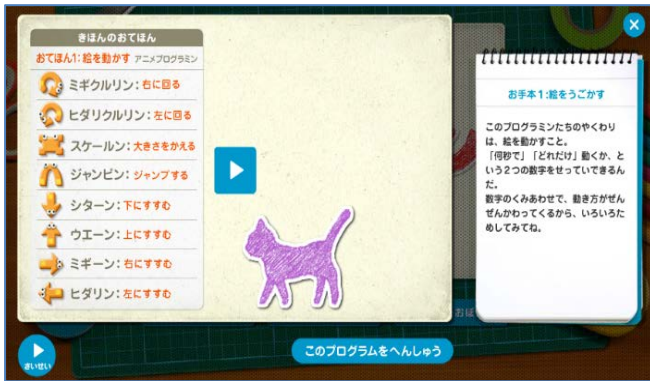 きほんのおてほん
おてほん1:絵を動かす アニメプログラミン
ミギクルリン:右に回る
ヒダリクルリン:左に回る
スケールン:大きさをかえる
ジャンピン:ジャンプする
シターン:下にすすむ
ウエーン:上にすすむ
ミギーン:右にすすむ
ヒダリン:左にすすむ
お手本1:絵をうごかす
このプログラミンたちのやくわり
は、絵を動かすこと。
「何秒で」「どれだけ」動くか、と
いう2つの数字をせっていできるん
だ。
数字のくみあわせで、動き方がぜん
ぜんかわってくるから、いろいろた
めしてみてね。
おぼ
さいせい
このプログラムをへんしゅう